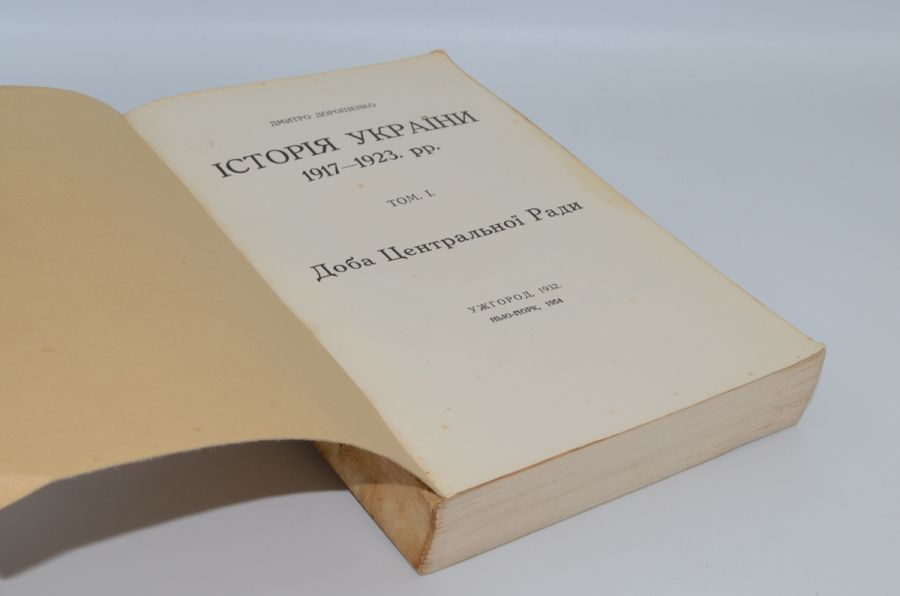 ДМИТРО ДОРОШЕНКО
ІСТОРІЯ УКРАЇНИ
1917—1923. рр.
ТОМ. І.
Доба Центральної Ради
УЖГОРОД, 1932.
НЬЮ-ЙОРК, 1954